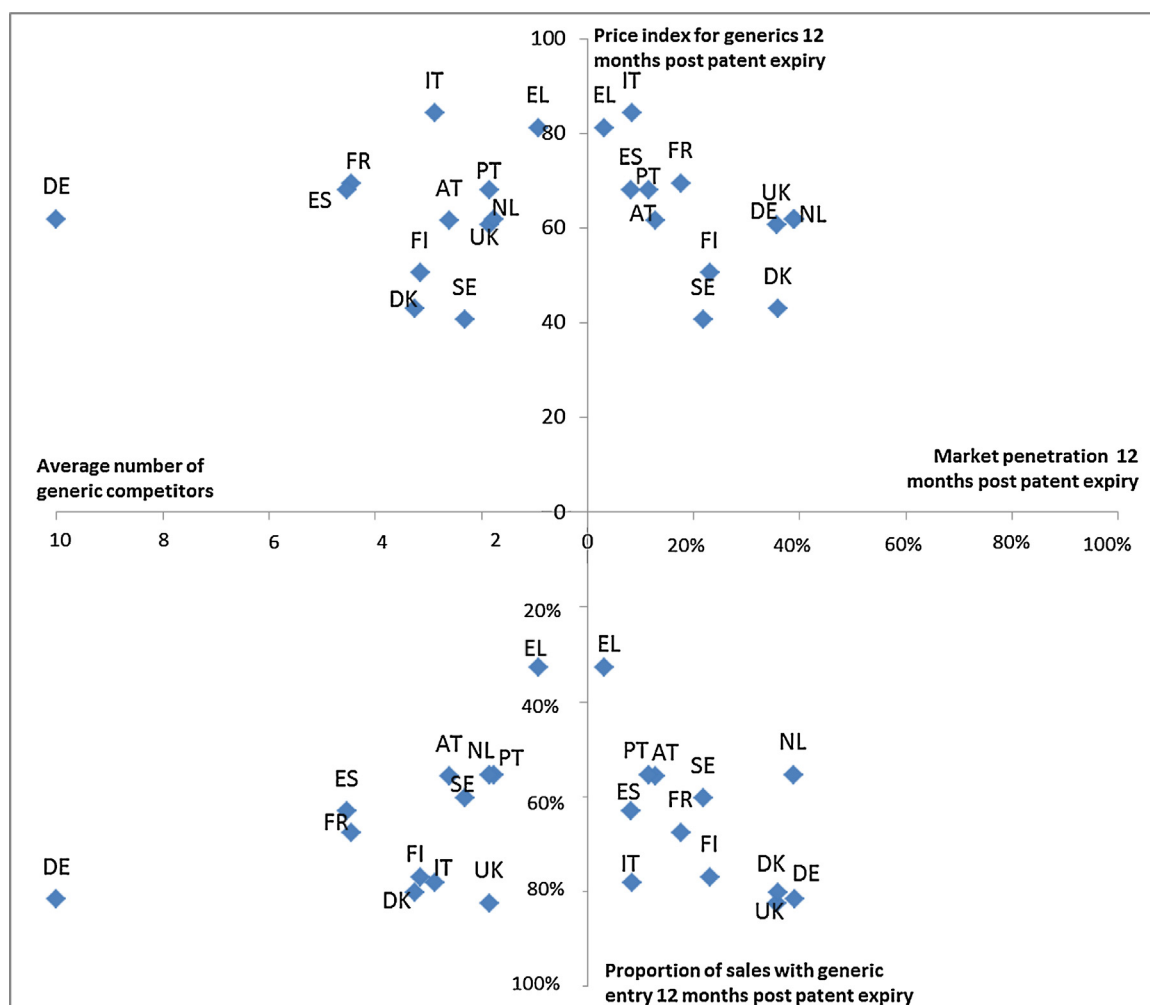 100
Price index for generics 12
months post patent expiry
IT
EL
EL
IT
80
DE
FR
ES
AT
PT
NL
UK
ES
PT
FR
AT
UK
DE
NL
60
FI
DK
SE
FI
SE
DK
40
20
Average number of
generic competitors
Market penetration 12
months post patent expiry
0
10 8 6 4 2 0 20% 40% 60% 80% 100%
20%
EL
EL
40%
AT
NL
PT
PT
AT
SE
NL
ES
SE
60%
ES
FR
FR
DE
FI
IT
UK
DK
IT
FI
DK
DE
UK
80%
100%
Proportion of sales with generic
entry 12 months post patent expiry